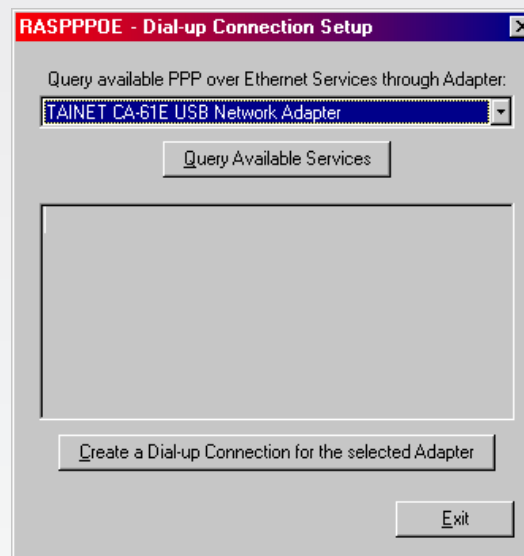 RASPPPOE - Dial-up Connection Setup
Query available PPP over Ethernet Services through Adapter:
TAINET CA-61E USB Network Adapter
Query Available Services
Create a Dial-up Connection for the selected Adapter
Exit